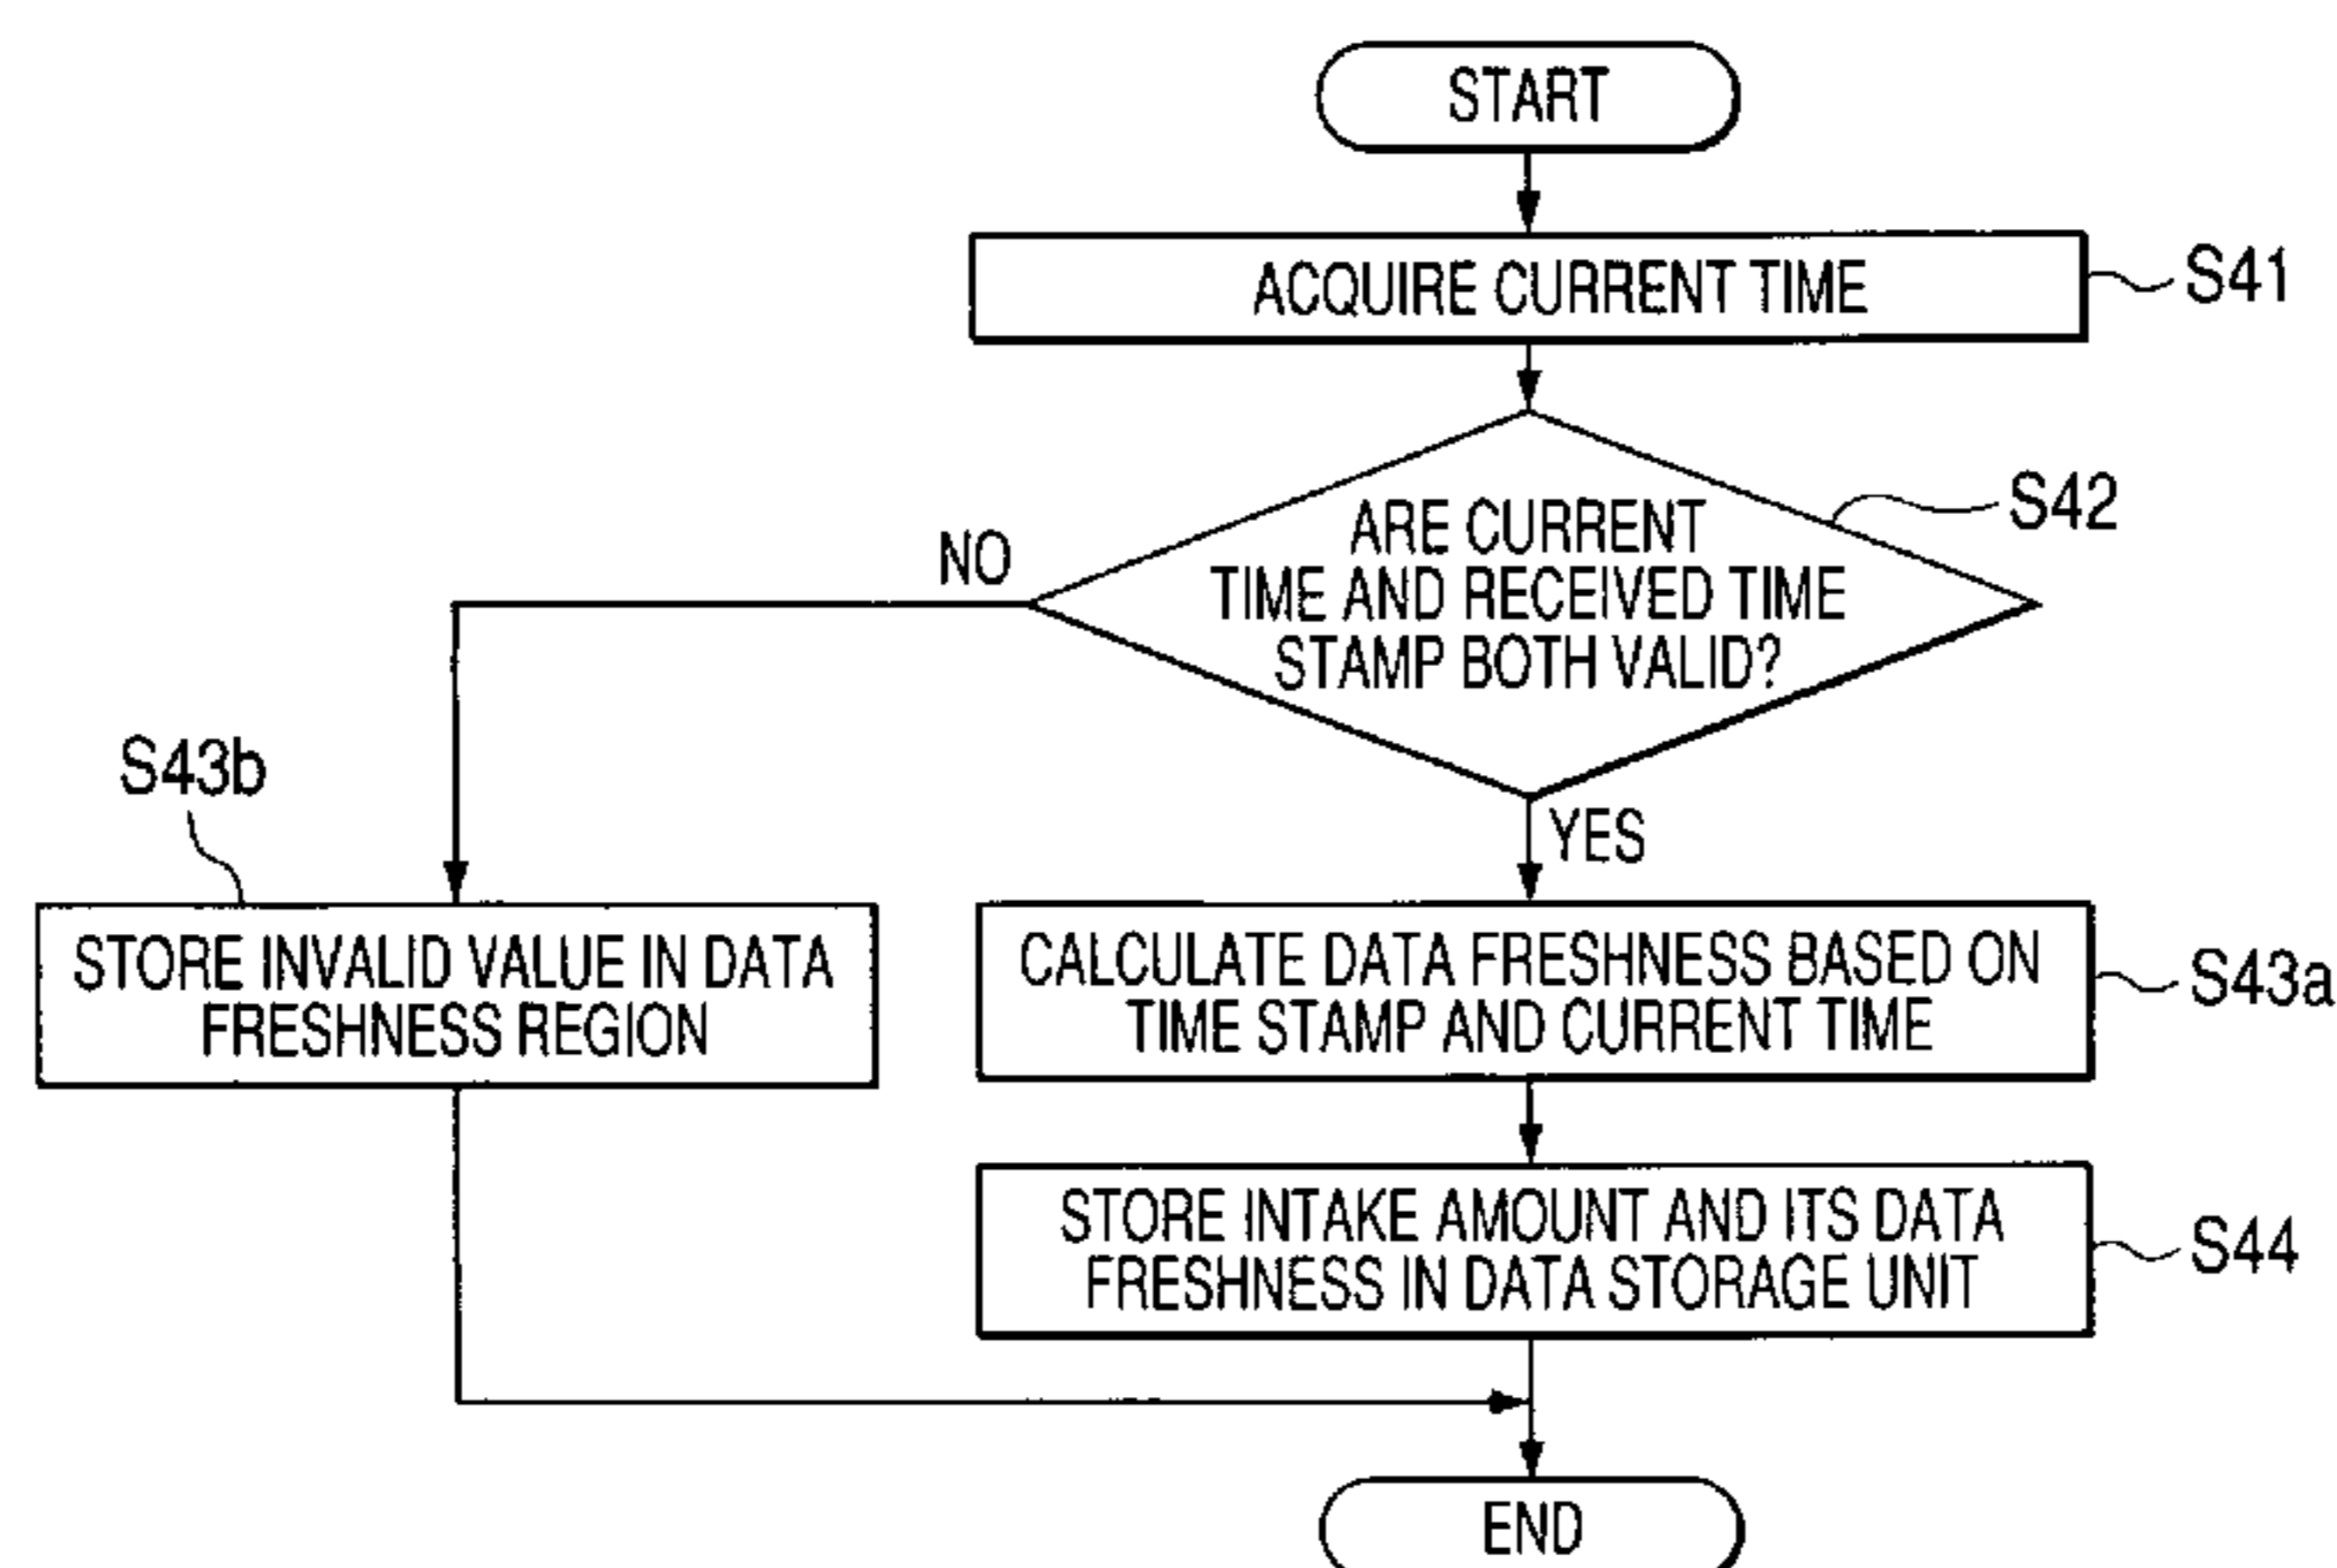 START
ACQUIRE CURRENT TIME
S41
ARE CURRENT
TIME AND RECEIVED TIME
STAMP BOTH VALID?
S42
NO
YES
S43b
STORE INVALID VALUE IN DATA
FRESHNESS REGION
CALCULATE DATA FRESHNESS BASED ON
TIME STAMP AND CURRENT TIME
S43a
STORE INTAKE AMOUNT AND ITS DATA
FRESHNESS IN DATA STORAGE UNIT
S44
END